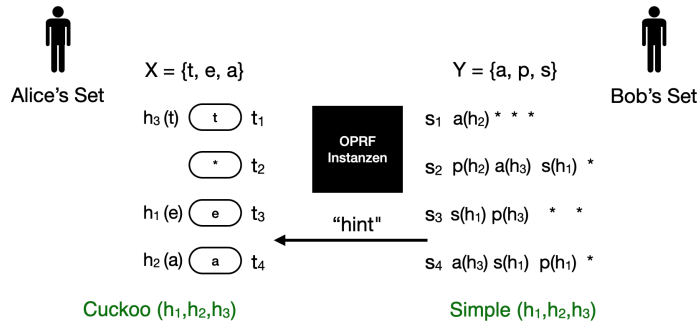 Alice's Set
Bob's Set
X = {t, e, a}
Y = {a, p, s}
h₃ (t) t t₁
* t₂
h₁ (e) e t₃
h₂ (a) a t₄
OPRF
Instanzen
“hint"
s₁ a(h₂) * * *
s₂ p(h₂) a(h₃) s(h₁) *
s₃ s(h₁) p(h₃) * *
s₄ a(h₃) s(h₁) p(h₁) *
Cuckoo (h₁,h₂,h₃)
Simple (h₁,h₂,h₃)